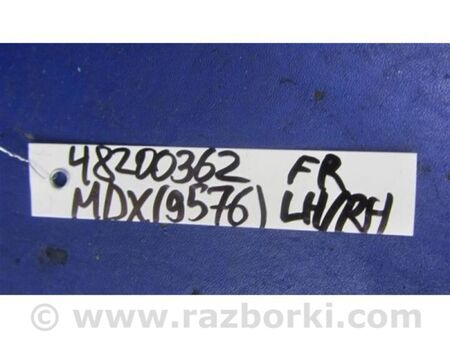 48200362 FR
MDX(9576) LH/RH
© www.razborki.com